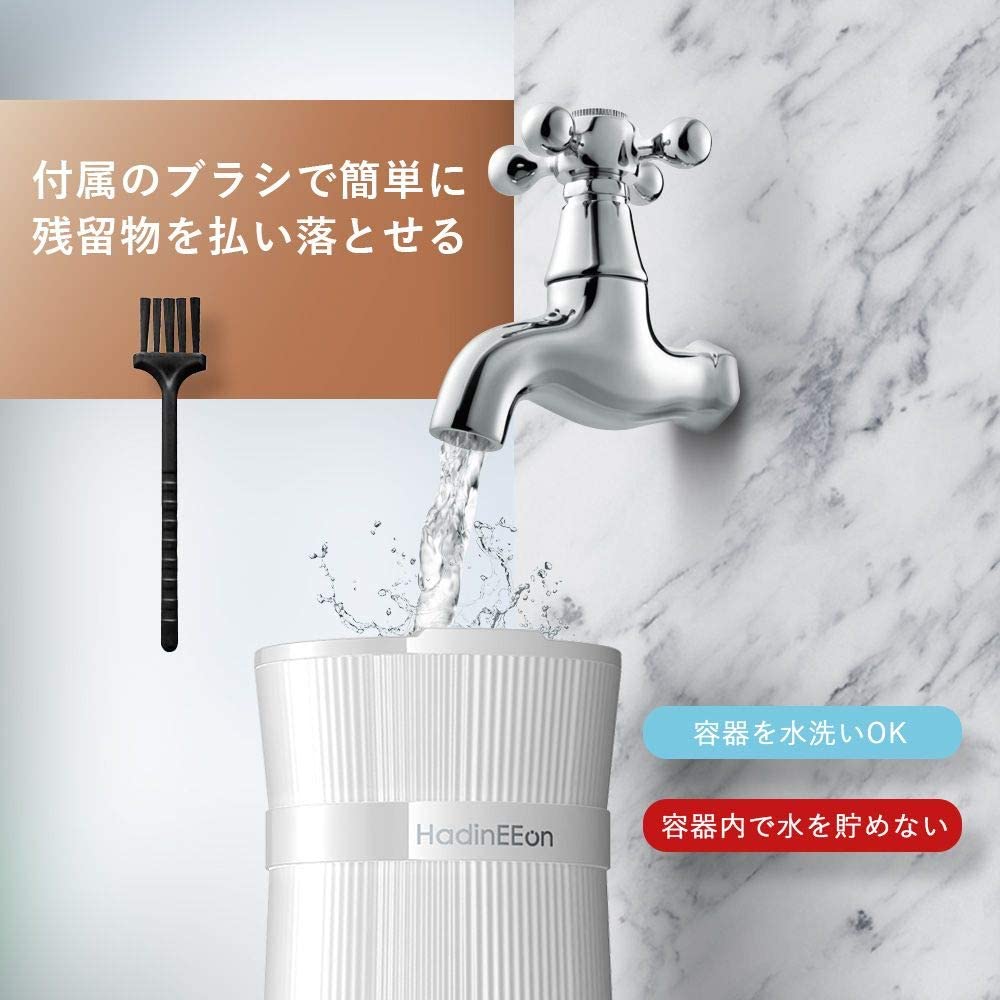 付属のブラシで簡単に
残留物を払い落とせる
容器を水洗いOK
容器内で水を貯めない
HadinEEon